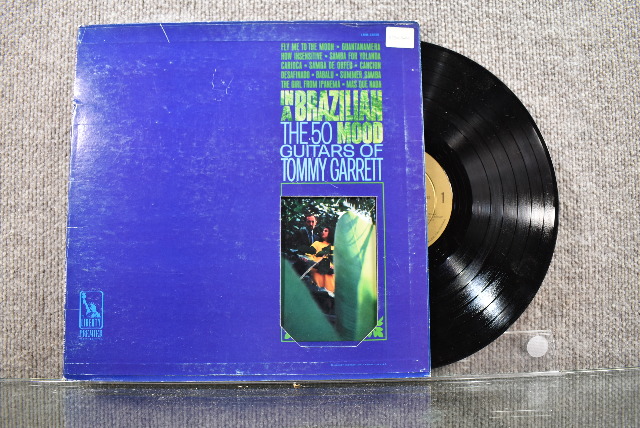 FLY ME TO THE MOON • GUANTANAMERA
HOW INSENSITIVE • SAMBA FOR YOLANDA
CARIOCA • SAMBA DE ORFEO • CANCION
DESAFINADO • BABALU • SUMMER SAMBA
THE GIRL FROM IPANEMA • MAS QUE NADA
IN A BRAZILIAN
THE 50 MOOD
GUITARS OF
TOMMY GARRETT
LIBERTY
PREMIER
1